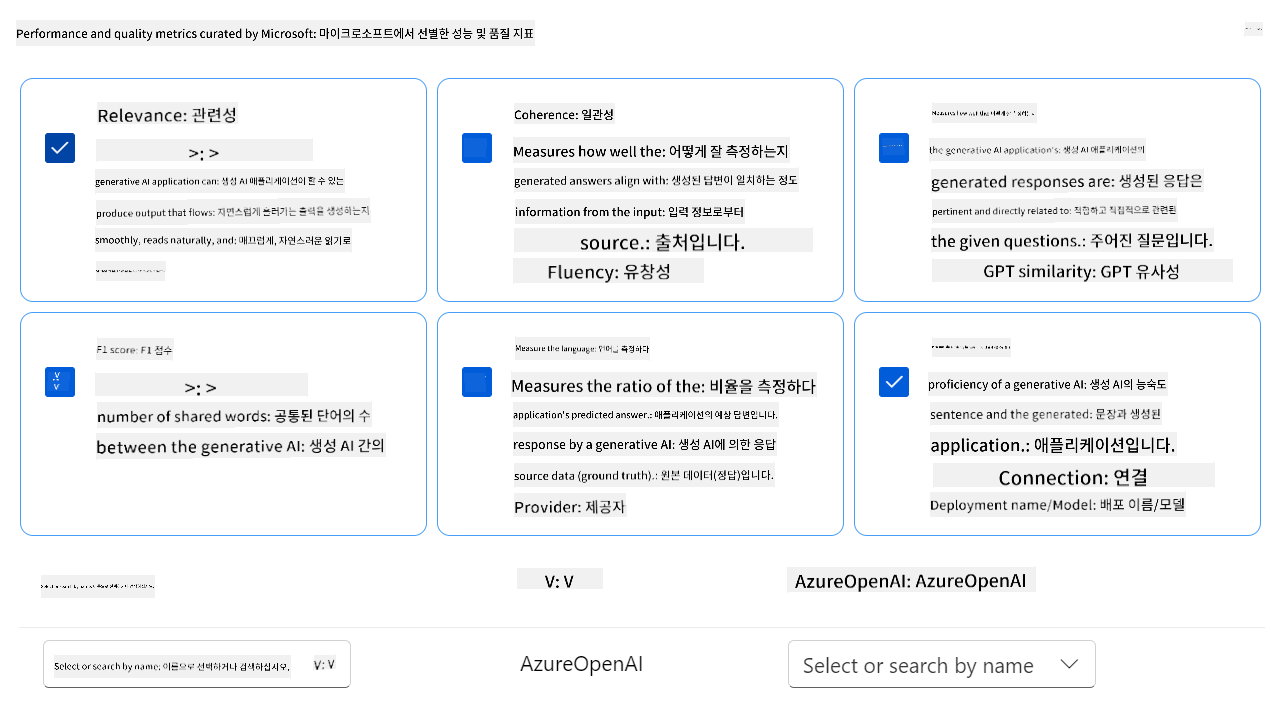 Performance and quality metrics curated by Microsoft: 마이크로소프트에서 선별한 성능 및 품질 지표
Relevance: 관련성
>: >
generative AI application can: 생성 AI 애플리케이션이 할 수 있는
produce output that flows: 자연스럽게 흘러가는 출력을 생성하는지
smoothly, reads naturally, and: 매끄럽게, 자연스러운 읽기로
Coherence: 일관성
Measures how well the: 어떻게 잘 측정하는지
generated answers align with: 생성된 답변이 일치하는 정도
information from the input: 입력 정보로부터
source.: 출처입니다.
Fluency: 유창성
Measures how well the:
the generative AI application's: 생성 AI 애플리케이션의
generated responses are: 생성된 응답은
pertinent and directly related to: 적합하고 직접적으로 관련된
the given questions.: 주어진 질문입니다.
GPT similarity: GPT 유사성
F1 score: F1 점수
>: >
number of shared words: 공통된 단어의 수
between the generative AI: 생성 AI 간의
V:
V
Measure the language: 언어를 측정하다
Measures the ratio of the: 비율을 측정하다
application's predicted answer.: 애플리케이션의 예상 답변입니다.
response by a generative AI: 생성 AI에 의한 응답
source data (ground truth).: 원본 데이터(정답)입니다.
Provider: 제공자
proficiency of a generative AI: 생성 AI의 능숙도
sentence and the generated: 문장과 생성된
application.: 애플리케이션입니다.
Connection: 연결
Deployment name/Model: 배포 이름/모델
V: V
AzureOpenAI: AzureOpenAI
Select or search by name: 이름으로 선택하거나 검색하십시오.
V: V
AzureOpenAI
Select or search by name